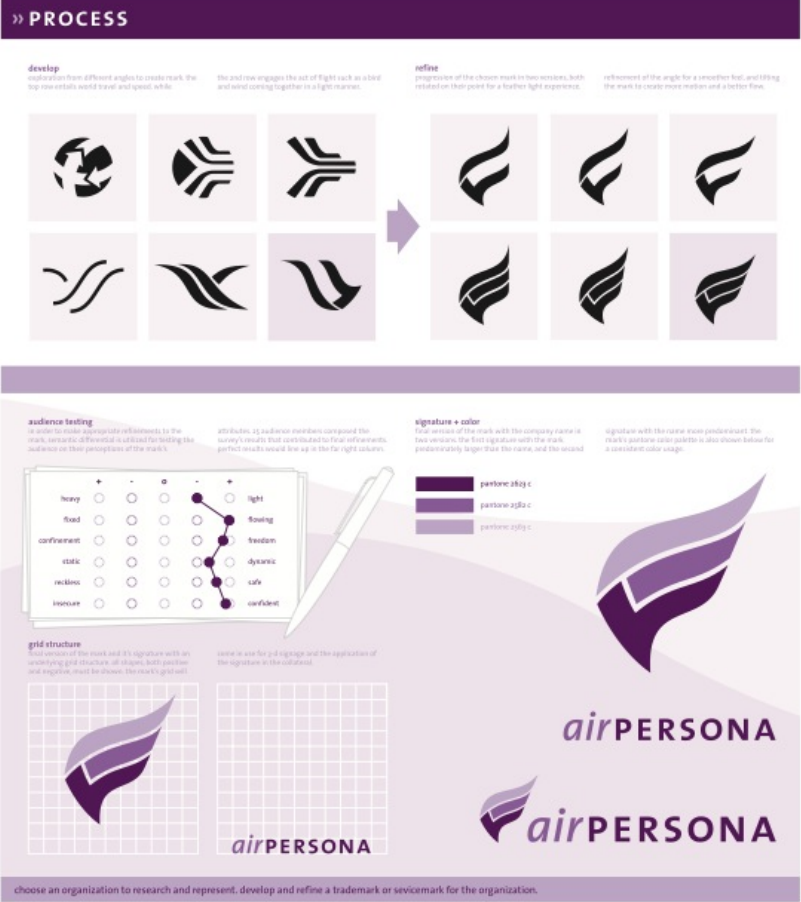 » PROCESS
develop
exploration from different angles to create mark. the
top row entails world travel and speed. while
the 2nd row engages the act of flight such as a bird
and wind coming together in a light manner.
refine
progression of the chosen mark in two versions, both
rotated on their point for a feather light experience.
refinement of the angle for a smoother feel, and tilting
the mark to create more motion and a better flow.
audience testing
in order to make appropriate refinements to the
mark, semantic differential is utilized for testing the
audience on their perceptions of the mark's
attributes. 25 audience members composed the
survey's results that contributed to final refinements.
perfect results would line up in the far right column.
signature + color
final version of the mark with the company name in
two versions. the first signature with the mark
predominately larger than the name, and the second
signature with the name more predominant. the
mark's pantone color palette is also shown below for
a consistent color usage.
+ - o - +
heavy light
fixed flowing
confinement freedom
static dynamic
reckless safe
insecure confident
pantone 2623 c
pantone 2582 c
pantone 2563 c
grid structure
final version of the mark and it's signature with an
underlying grid structure. all shapes, both positive
and negative, must be shown. the mark's grid will
come in use for 3-d signage and the application of
the signature in the collateral.
airPERSONA
airPERSONA
airPERSONA
choose an organization to research and represent. develop and refine a trademark or sevicemark for the organization.